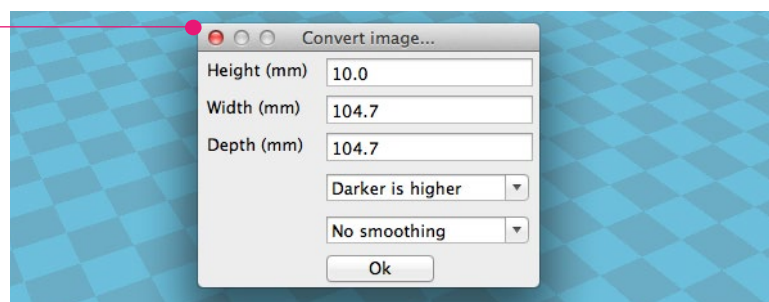 Convert image...
Height (mm) 10.0
Width (mm) 104.7
Depth (mm) 104.7
Darker is higher
No smoothing
Ok